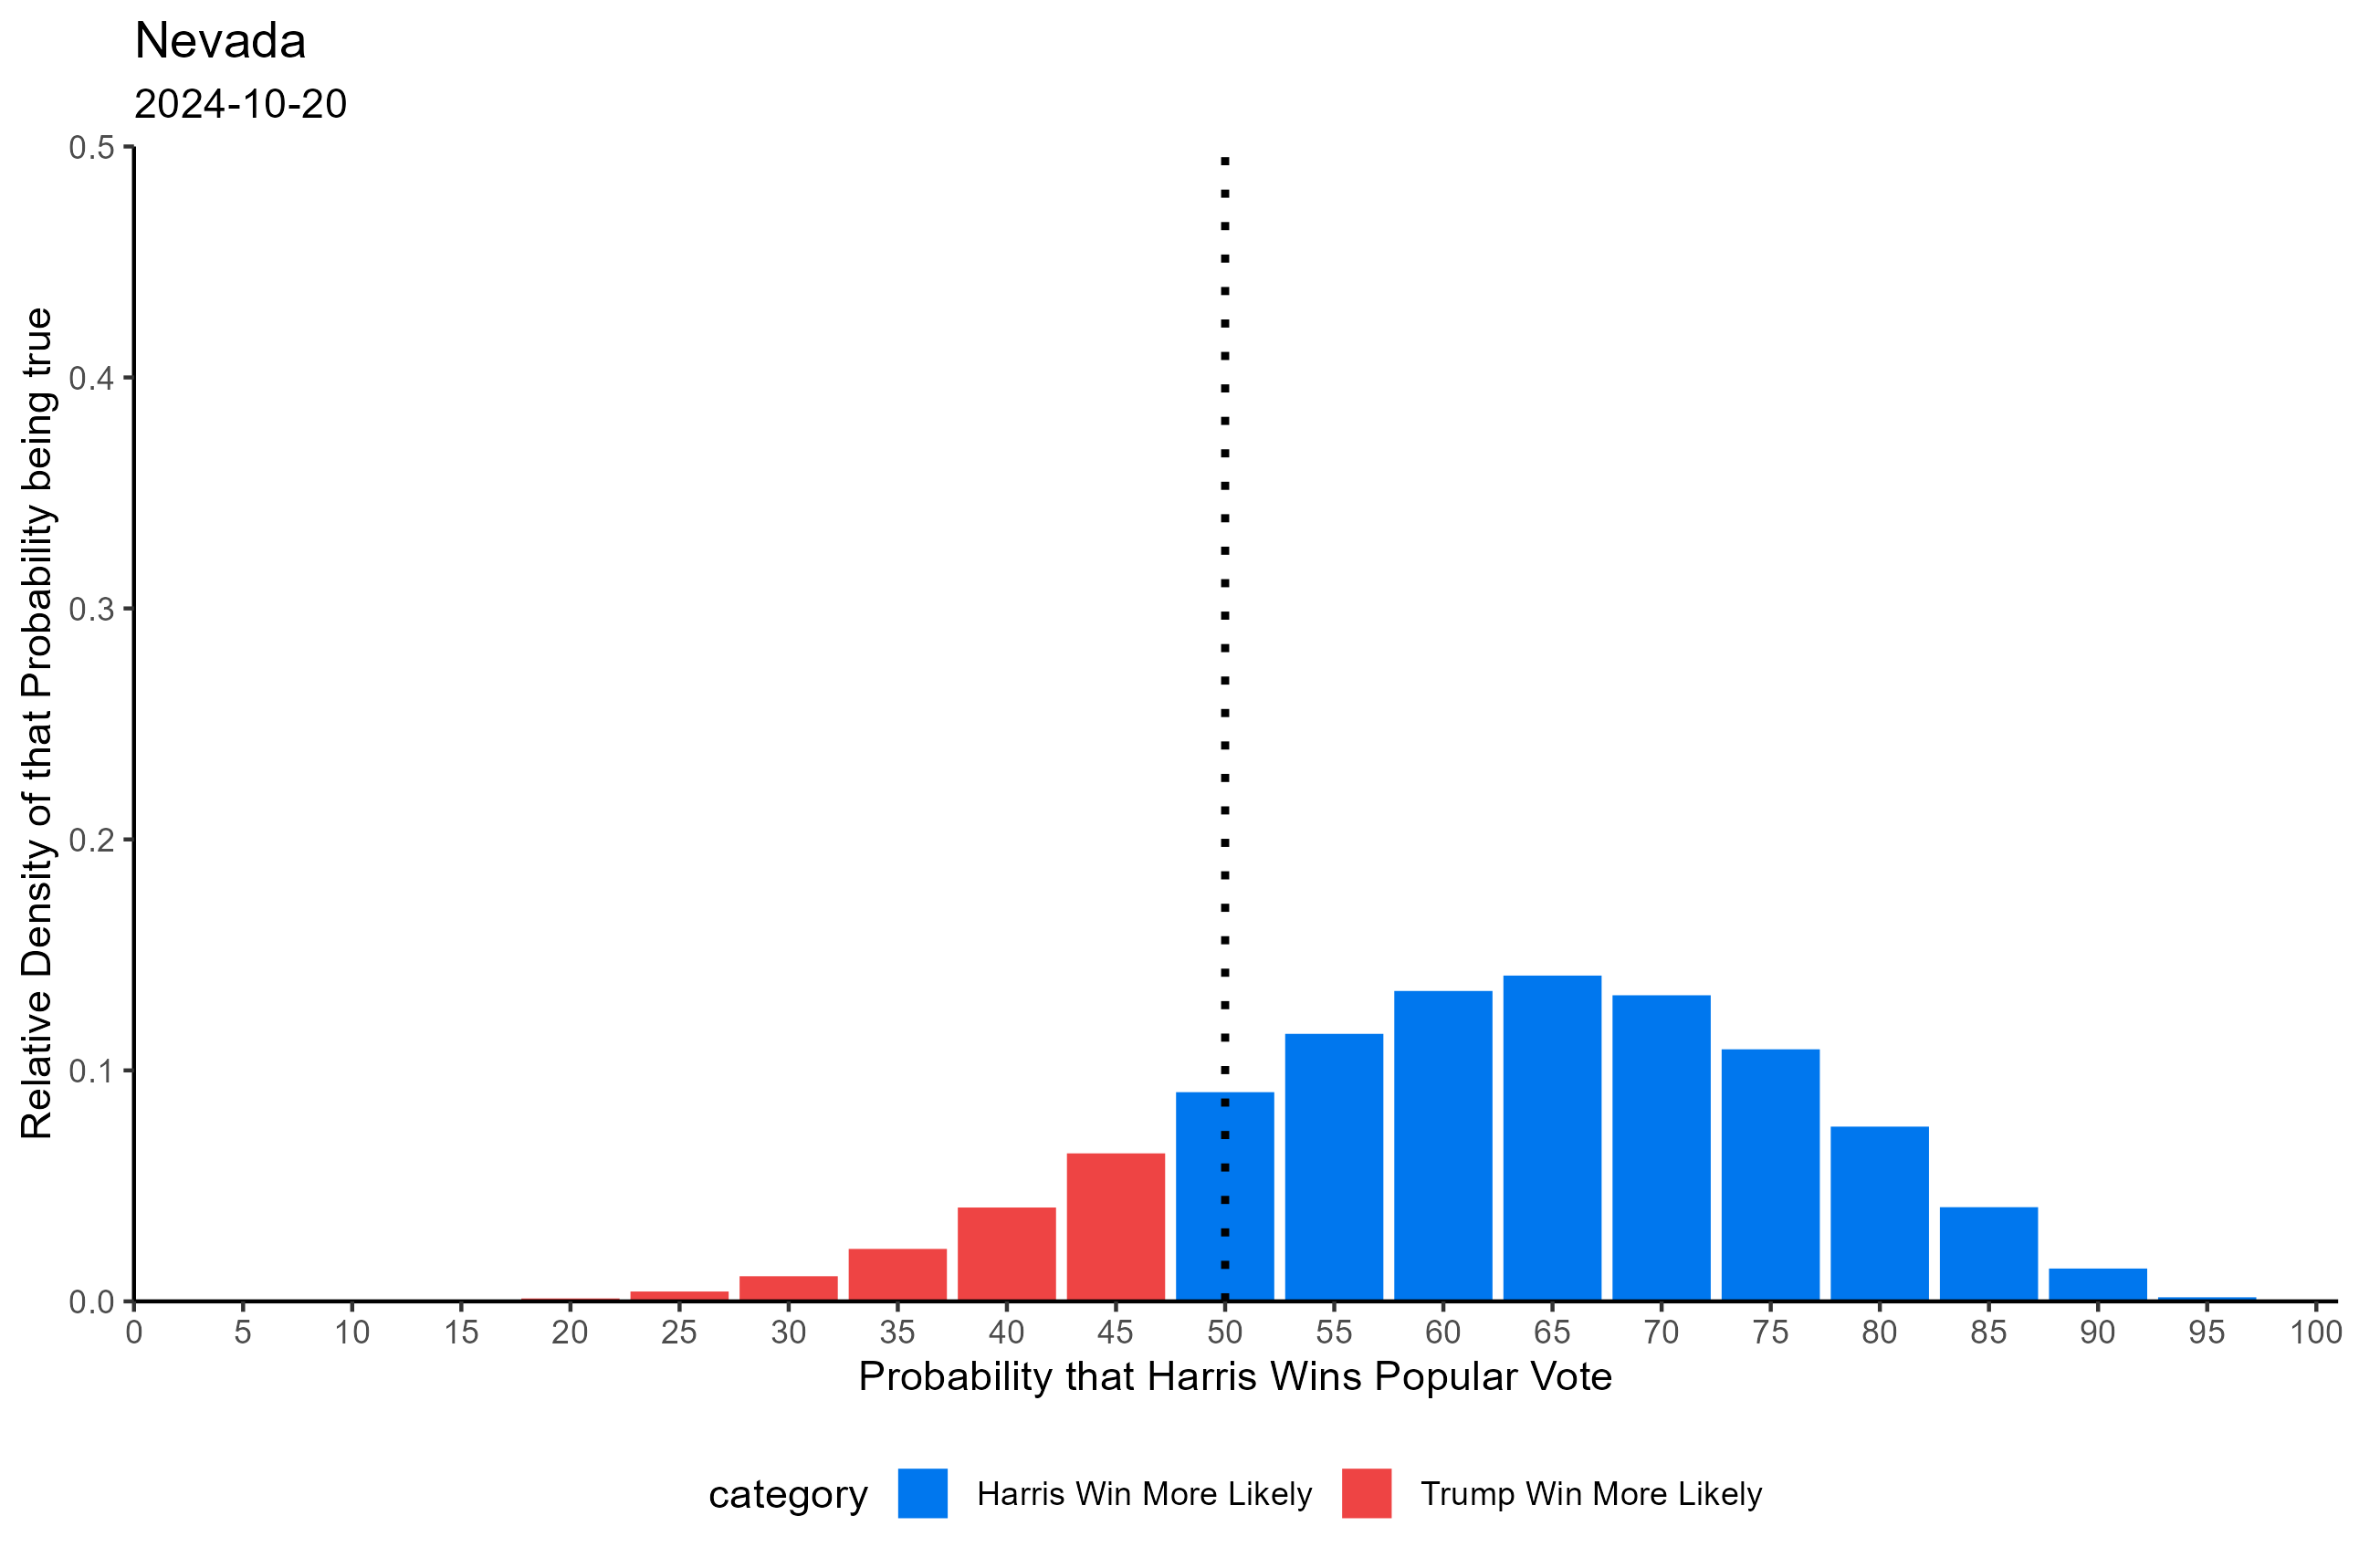 Nevada
2024-10-20
Relative Density of that Probability being true
0.5
0.4
0.3
0.2
0.1
0.0
0 5 10 15 20 25 30 35 40 45 50 55 60 65 70 75 80 85 90 95 100
Probability that Harris Wins Popular Vote
category Harris Win More Likely Trump Win More Likely